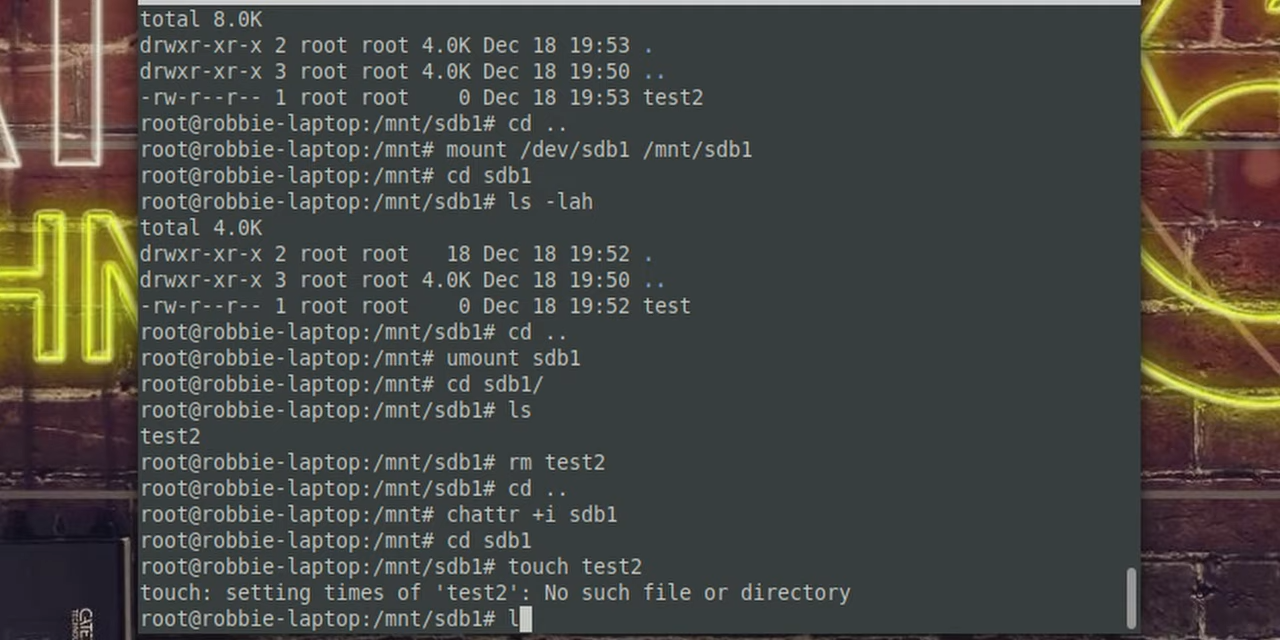 total 8.0K
drwxr-xr-x 2 root root 4.0K Dec 18 19:53 .
drwxr-xr-x 3 root root 4.0K Dec 18 19:50 ..
-rw-r--r-- 1 root root    0 Dec 18 19:53 test2
root@robbie-laptop:/mnt/sdb1# cd ..
root@robbie-laptop:/mnt# mount /dev/sdb1 /mnt/sdb1
root@robbie-laptop:/mnt# cd sdb1
root@robbie-laptop:/mnt/sdb1# ls -lah
total 4.0K
drwxr-xr-x 2 root root   18 Dec 18 19:52 .
drwxr-xr-x 3 root root 4.0K Dec 18 19:50 ..
-rw-r--r-- 1 root root    0 Dec 18 19:52 test
root@robbie-laptop:/mnt/sdb1# cd ..
root@robbie-laptop:/mnt# umount sdb1
root@robbie-laptop:/mnt# cd sdb1/
root@robbie-laptop:/mnt/sdb1# ls
test2
root@robbie-laptop:/mnt/sdb1# rm test2
root@robbie-laptop:/mnt/sdb1# cd ..
root@robbie-laptop:/mnt# chattr +i sdb1
root@robbie-laptop:/mnt# cd sdb1
root@robbie-laptop:/mnt/sdb1# touch test2
touch: setting times of 'test2': No such file or directory
root@robbie-laptop:/mnt/sdb1# l